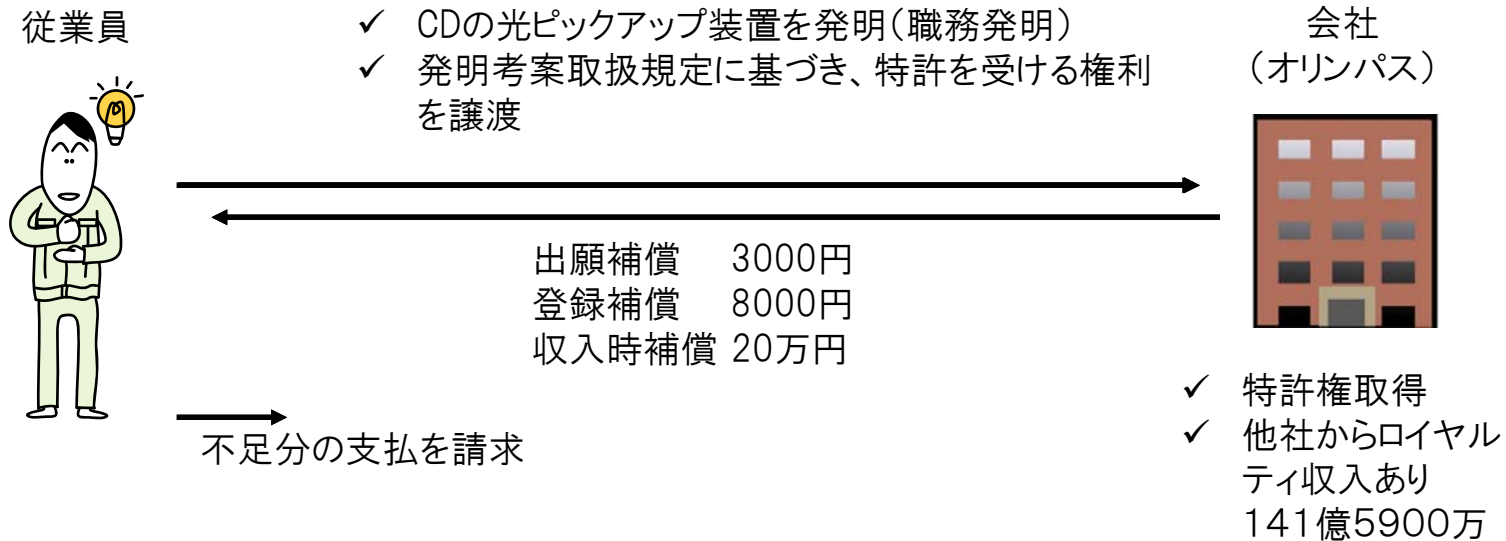 従業員
✓ CDの光ピックアップ装置を発明(職務発明)
✓ 発明考案取扱規定に基づき、特許を受ける権利
を譲渡
会社
(オリンパス)
出願補償 3000円
登録補償 8000円
収入時補償 20万円
不足分の支払を請求
✓ 特許権取得
✓ 他社からロイヤル
ティ収入あり
141億5900万